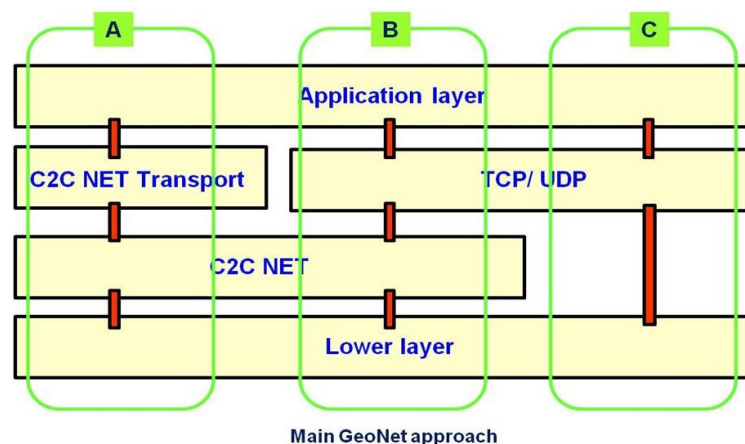 A B C
Application layer
C2C NET Transport TCP/ UDP
C2C NET
Lower layer
Main GeoNet approach